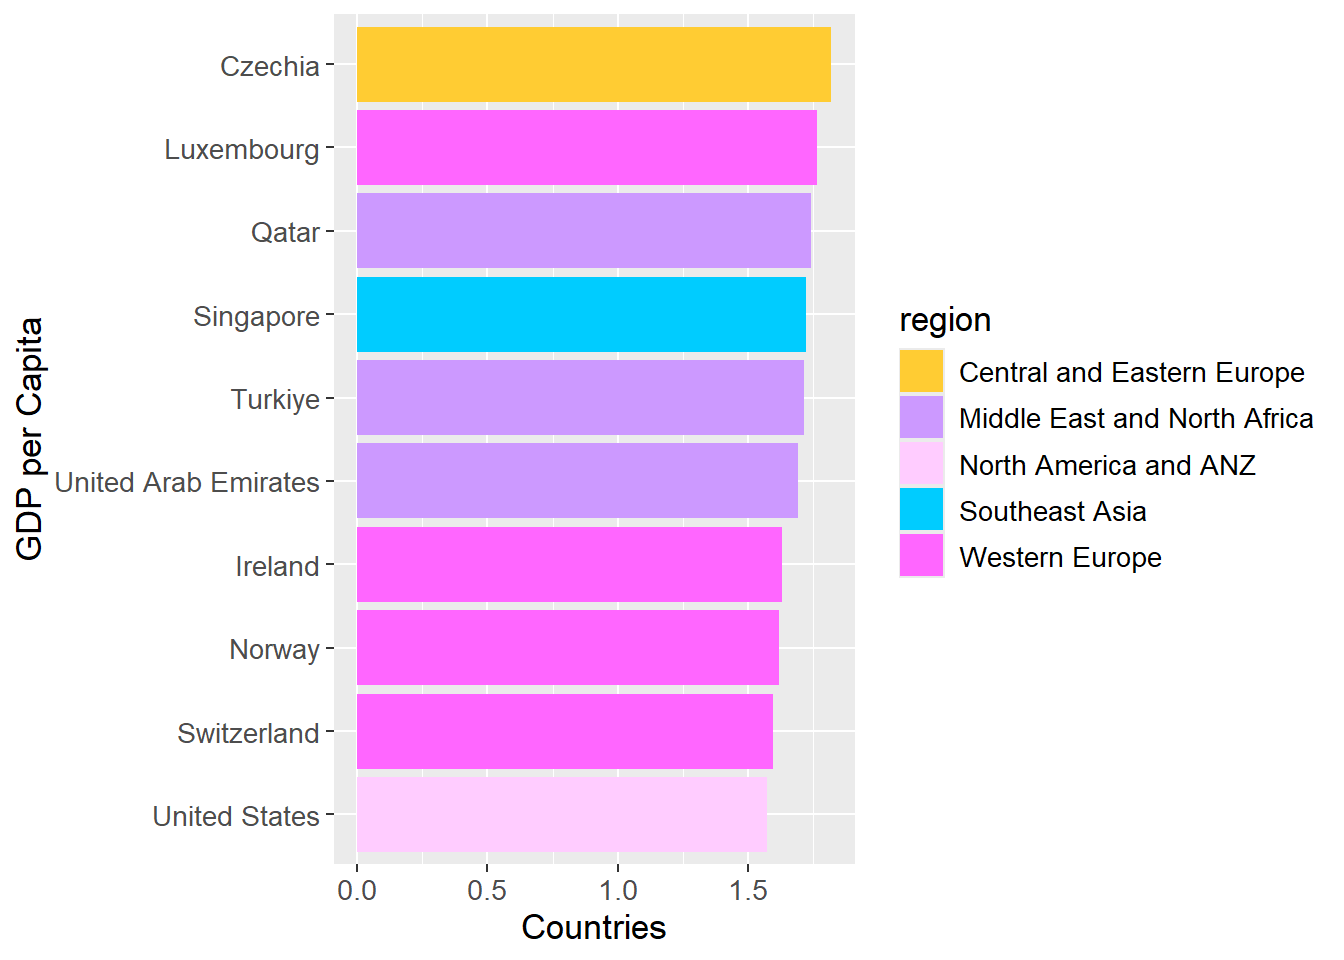 Czechia
Luxembourg
Qatar
Singapore
Turkiye
United Arab Emirates
Ireland
Norway
Switzerland
United States
GDP per Capita
0.0 0.5 1.0 1.5
Countries
region
Central and Eastern Europe
Middle East and North Africa
North America and ANZ
Southeast Asia
Western Europe